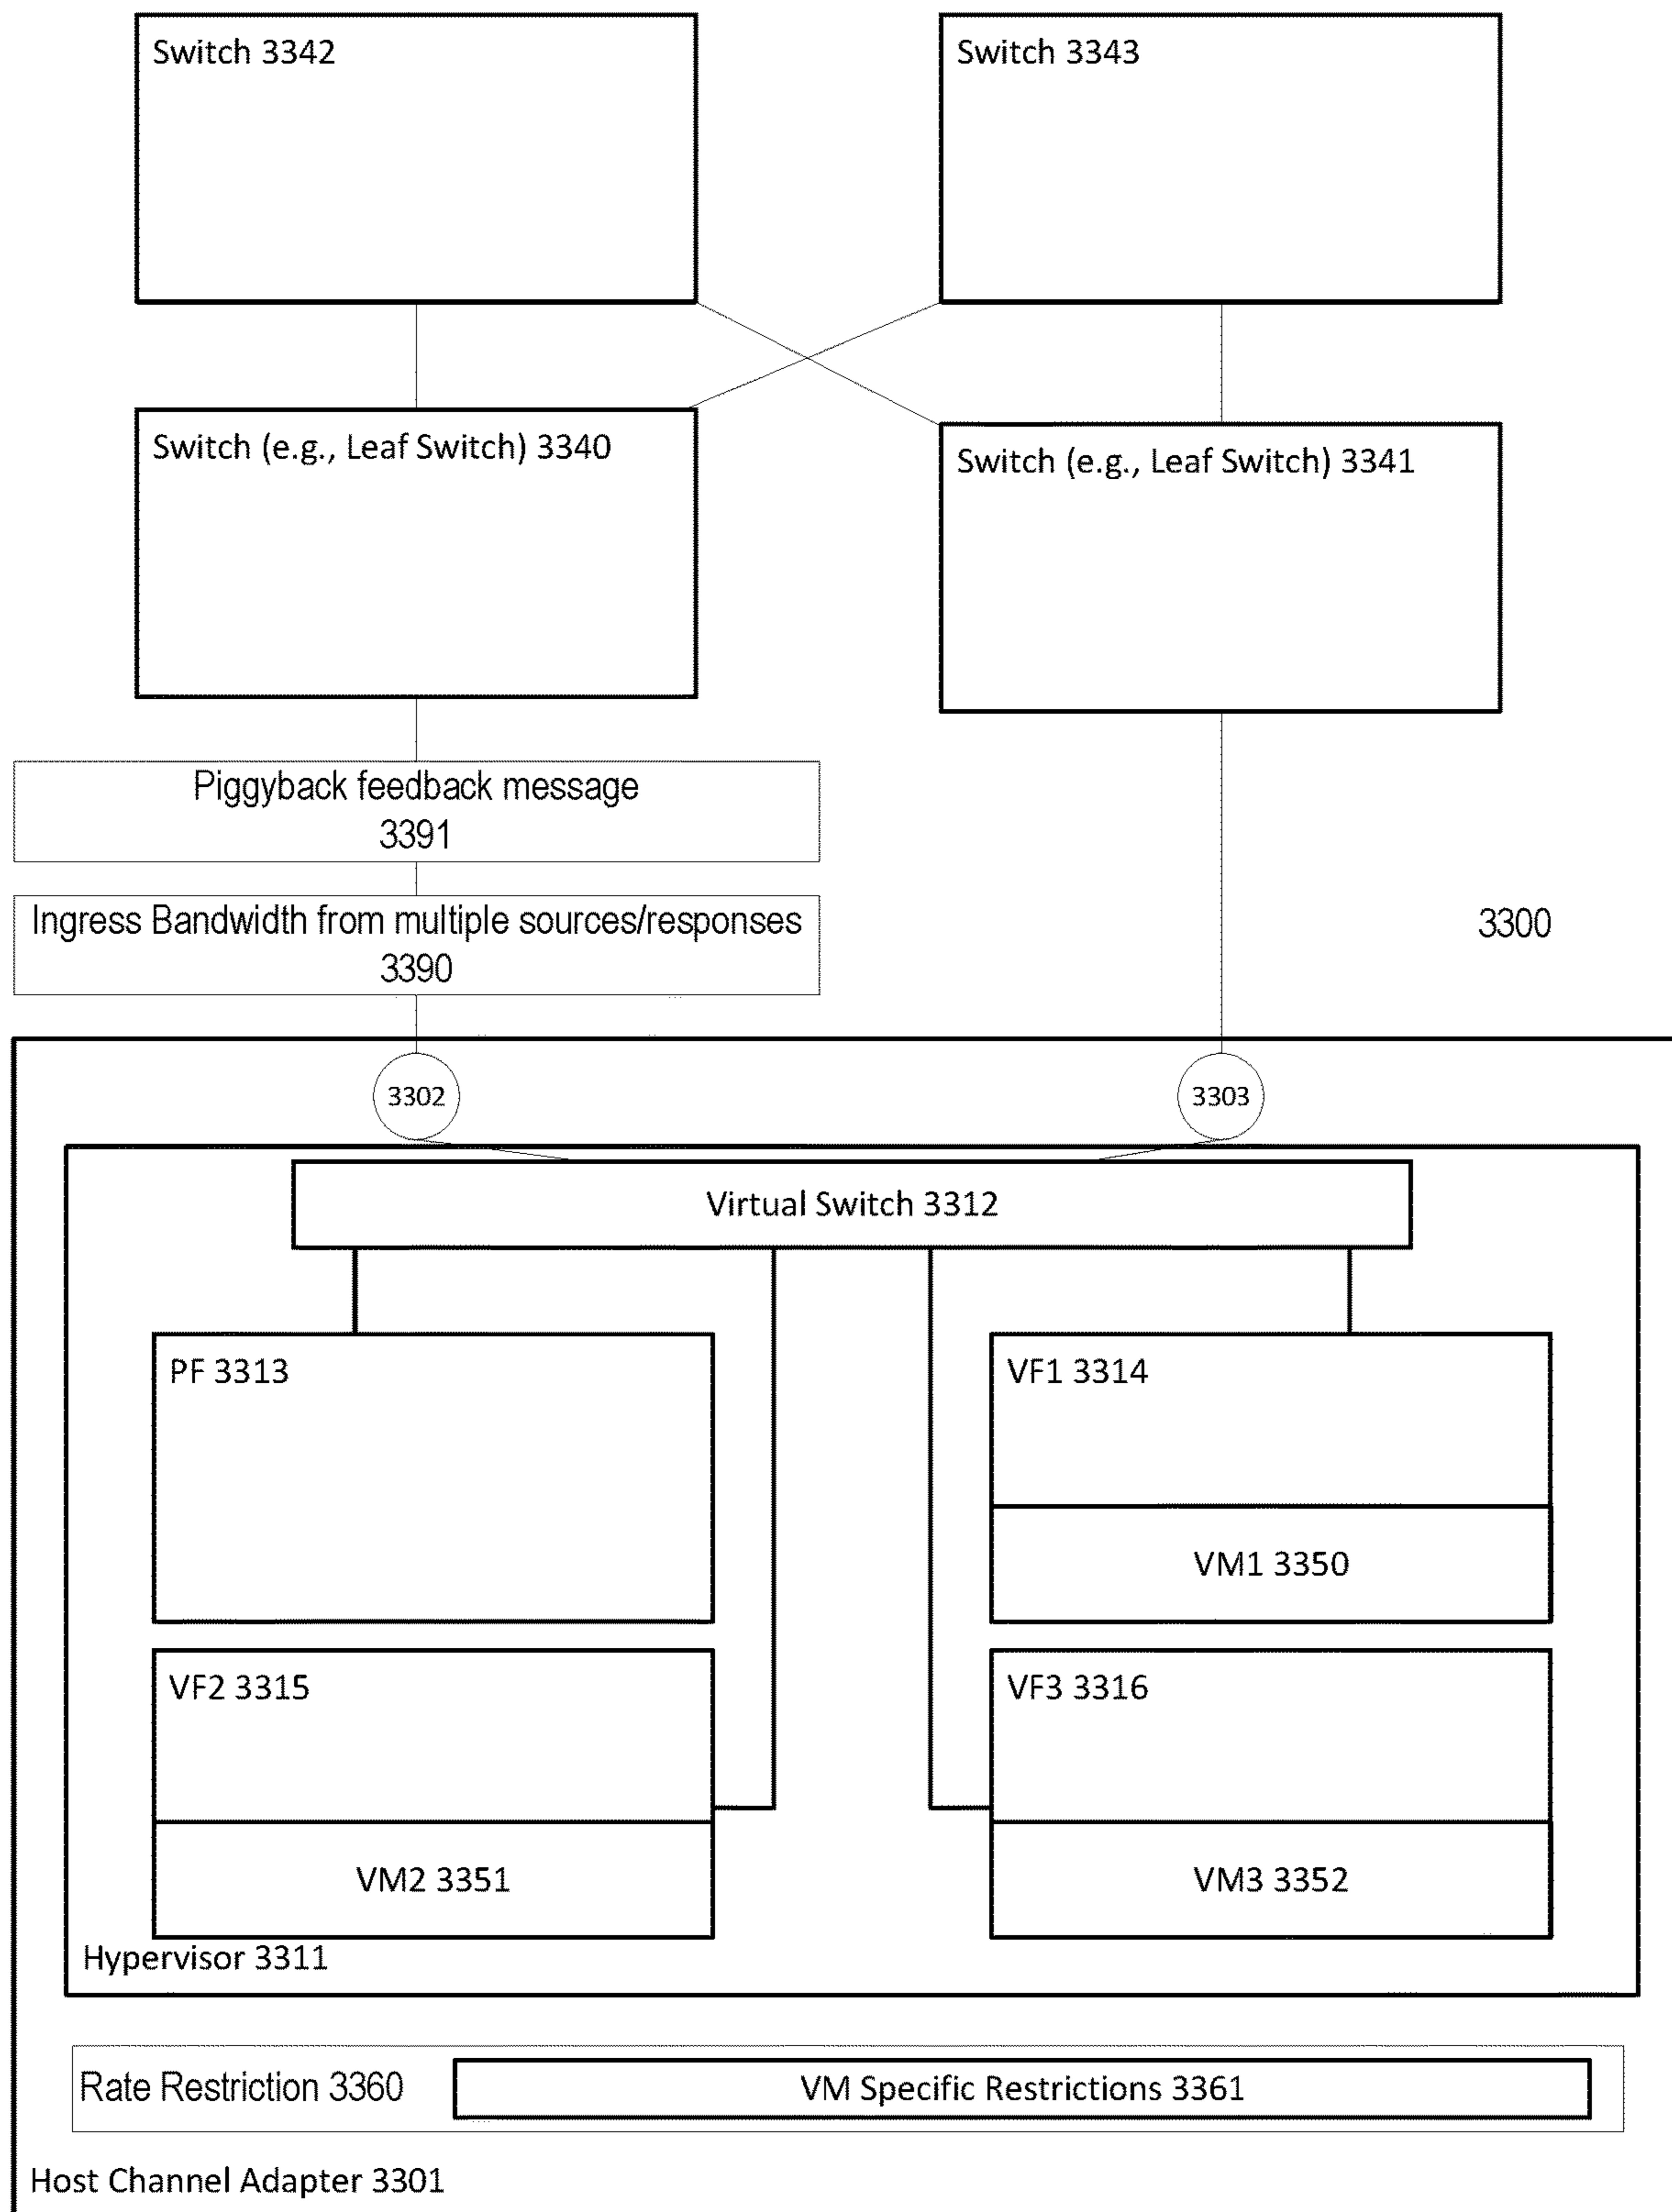 Switch 3342
Switch 3343
Switch (e.g., Leaf Switch) 3340
Switch (e.g., Leaf Switch) 3341
Piggyback feedback message
3391
Ingress Bandwidth from multiple sources/responses
3390
3300
3302
3303
Virtual Switch 3312
PF 3313
VF1 3314
VM1 3350
VF2 3315
VF3 3316
VM2 3351
VM3 3352
Hypervisor 3311
Rate Restriction 3360
VM Specific Restrictions 3361
Host Channel Adapter 3301